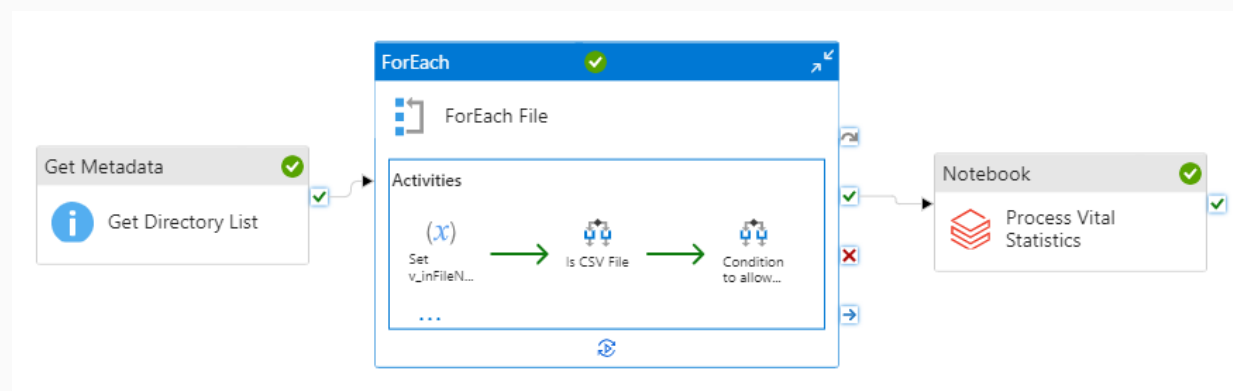 Get Metadata
Get Directory List
ForEach
ForEach File
Activities
(x)
Set
v_inFileN...
Is CSV File
Condition
to allow...
...
Notebook
Process Vital
Statistics